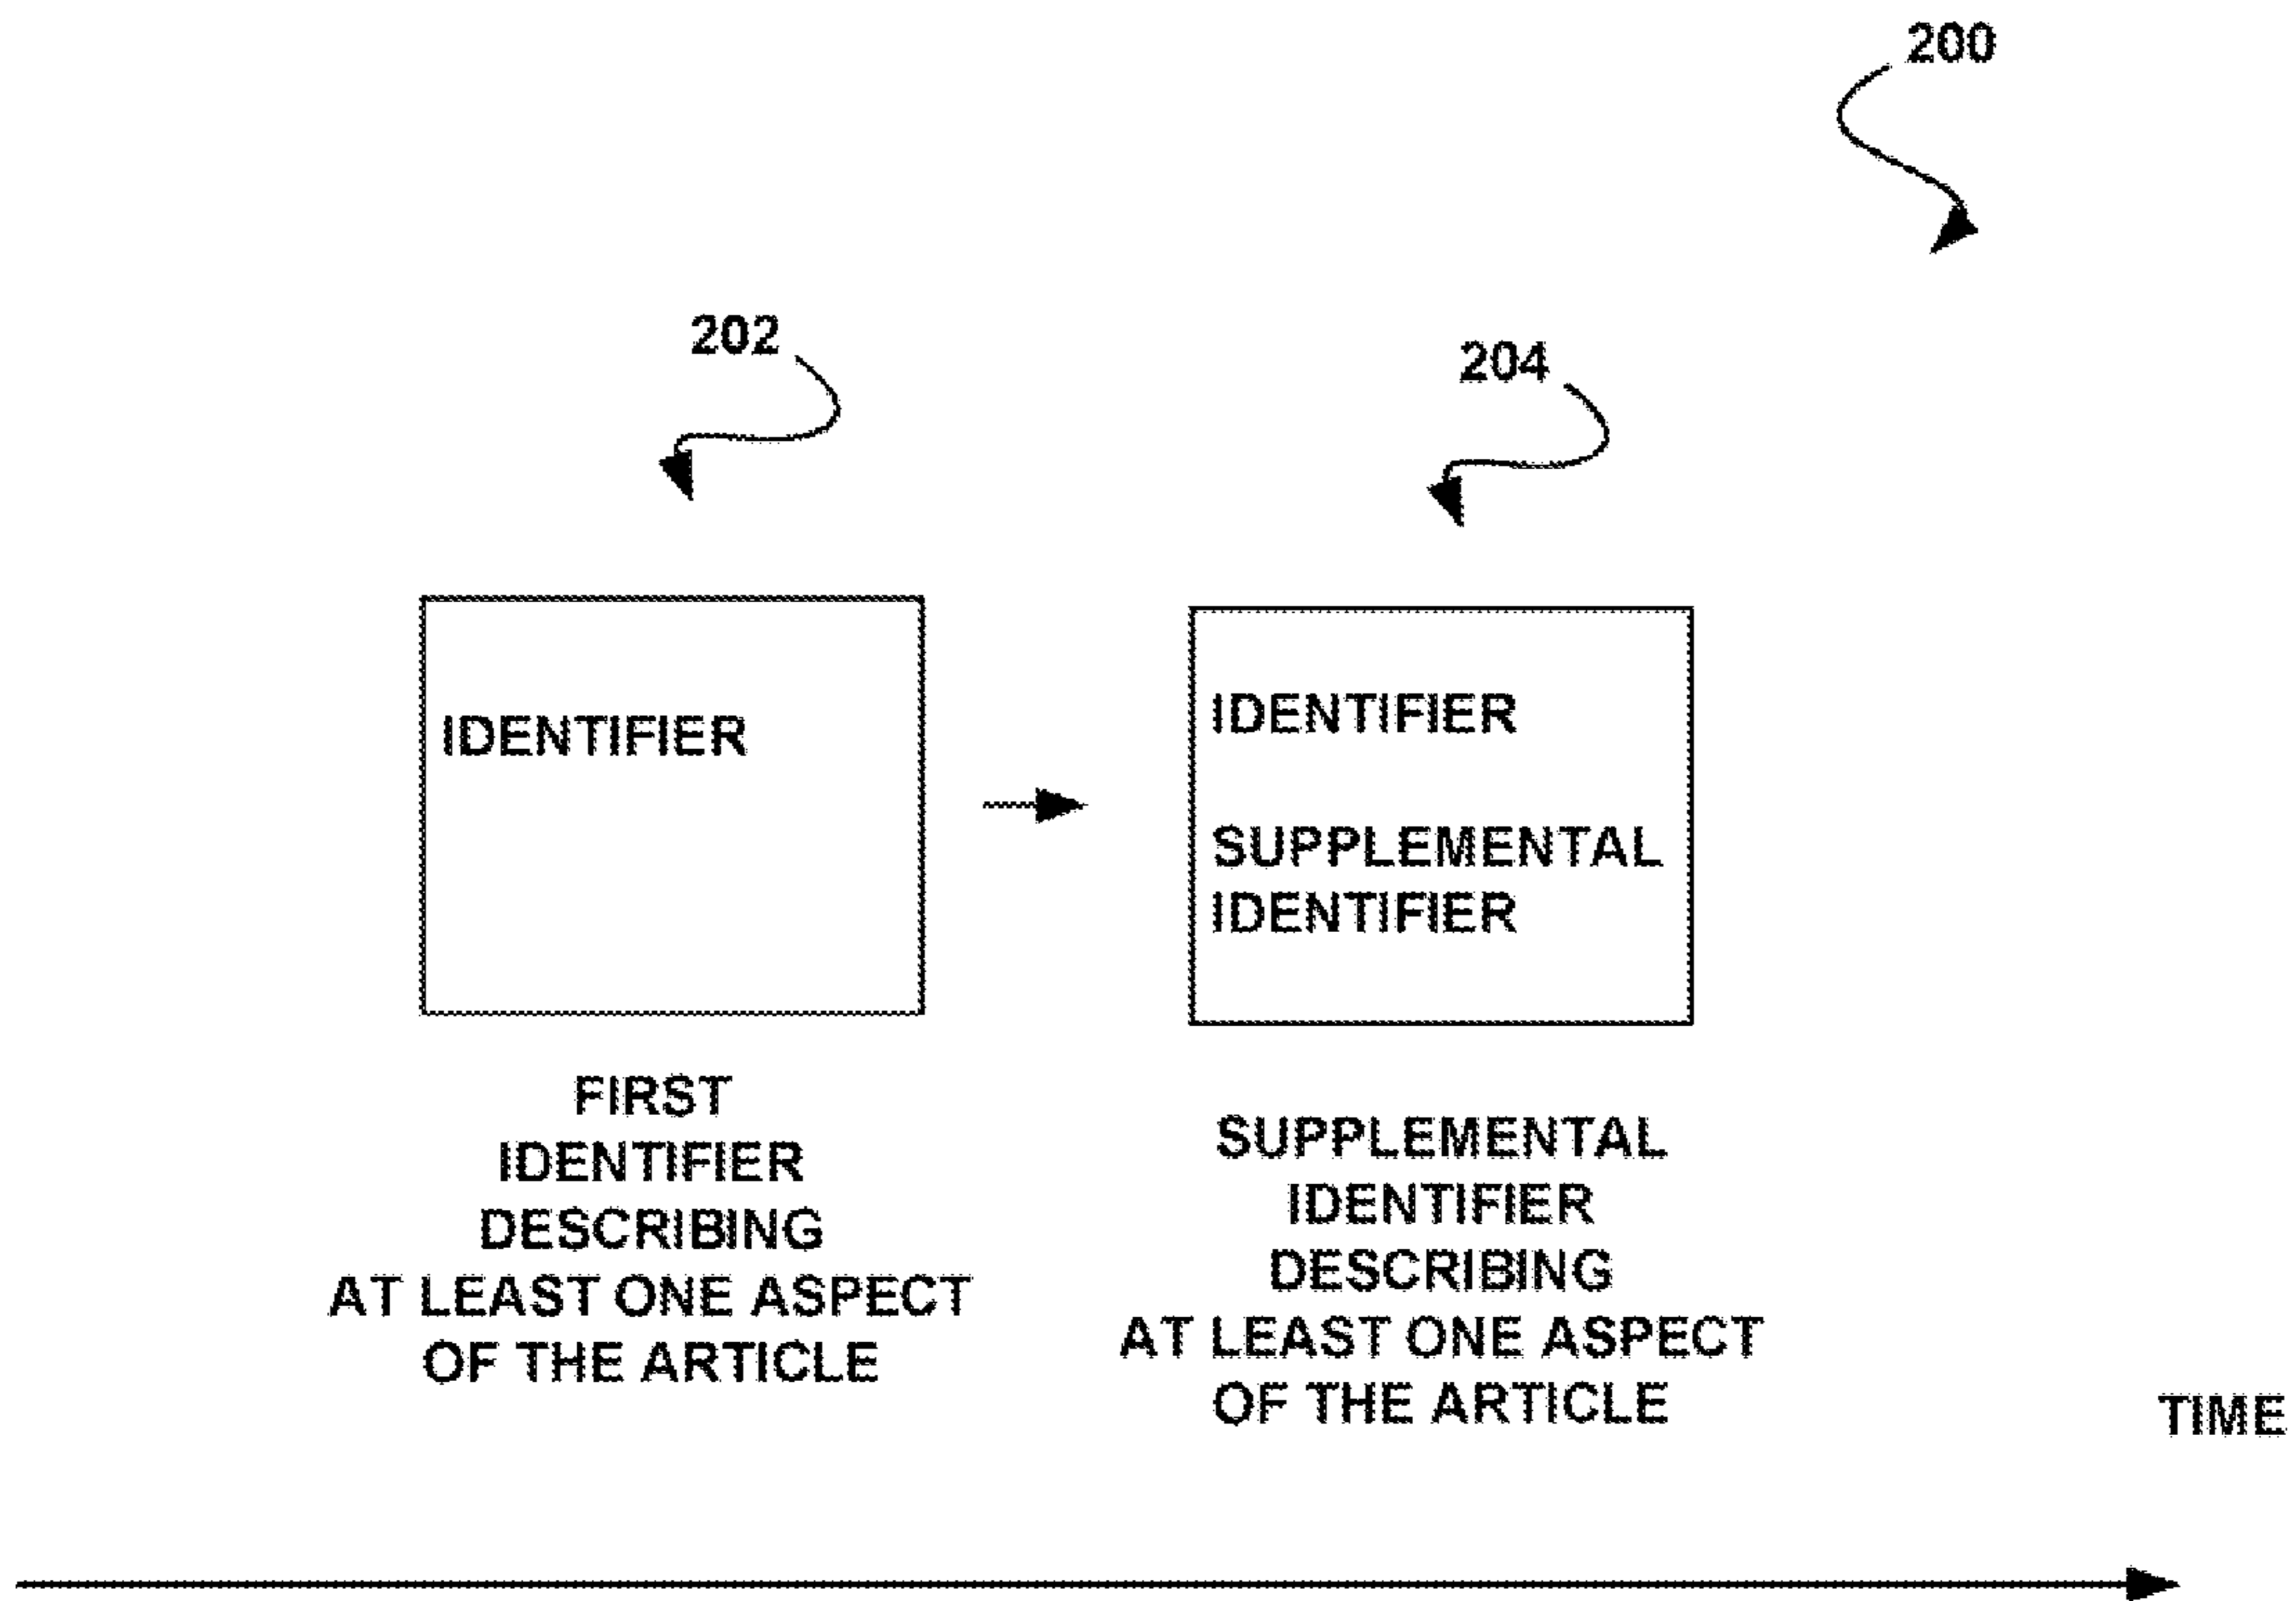 200
202
204
IDENTIFIER
IDENTIFIER
SUPPLEMENTAL
IDENTIFIER
FIRST
IDENTIFIER
DESCRIBING
AT LEAST ONE ASPECT
OF THE ARTICLE
SUPPLEMENTAL
IDENTIFIER
DESCRIBING
AT LEAST ONE ASPECT
OF THE ARTICLE
TIME